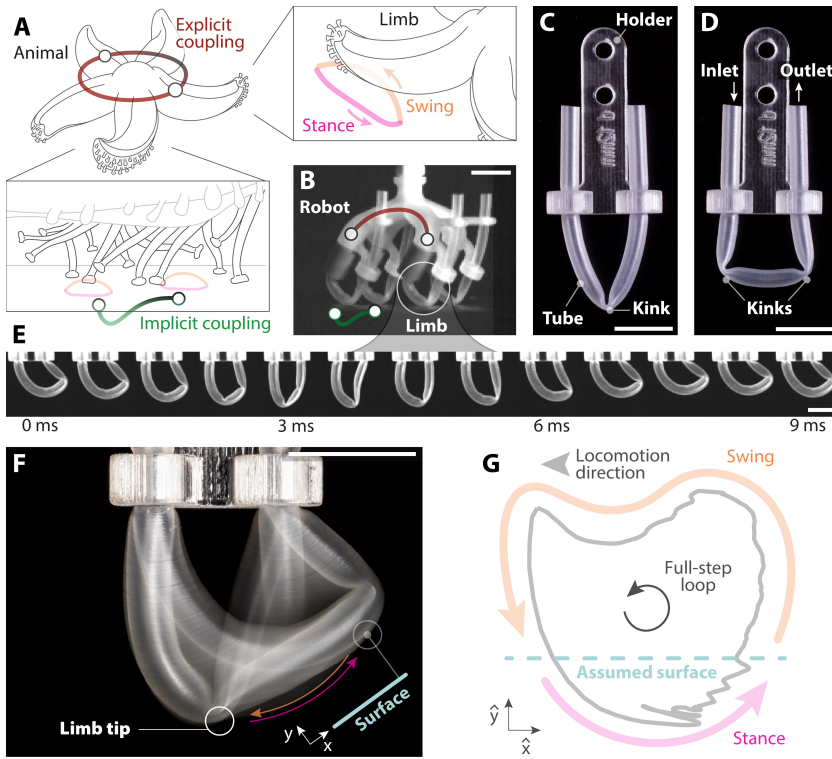 A
Animal
Explicit
coupling
Limb
Swing
Stance
Implicit coupling
B
Robot
Limb
C
Holder
Tube
Kink
D
Inlet
Outlet
Kinks
E
0 ms
3 ms
6 ms
9 ms
F
Limb tip
Surface
y
x
G
Locomotion
direction
Swing
Full-step
loop
Assumed surface
Stance
ŷ
x̂